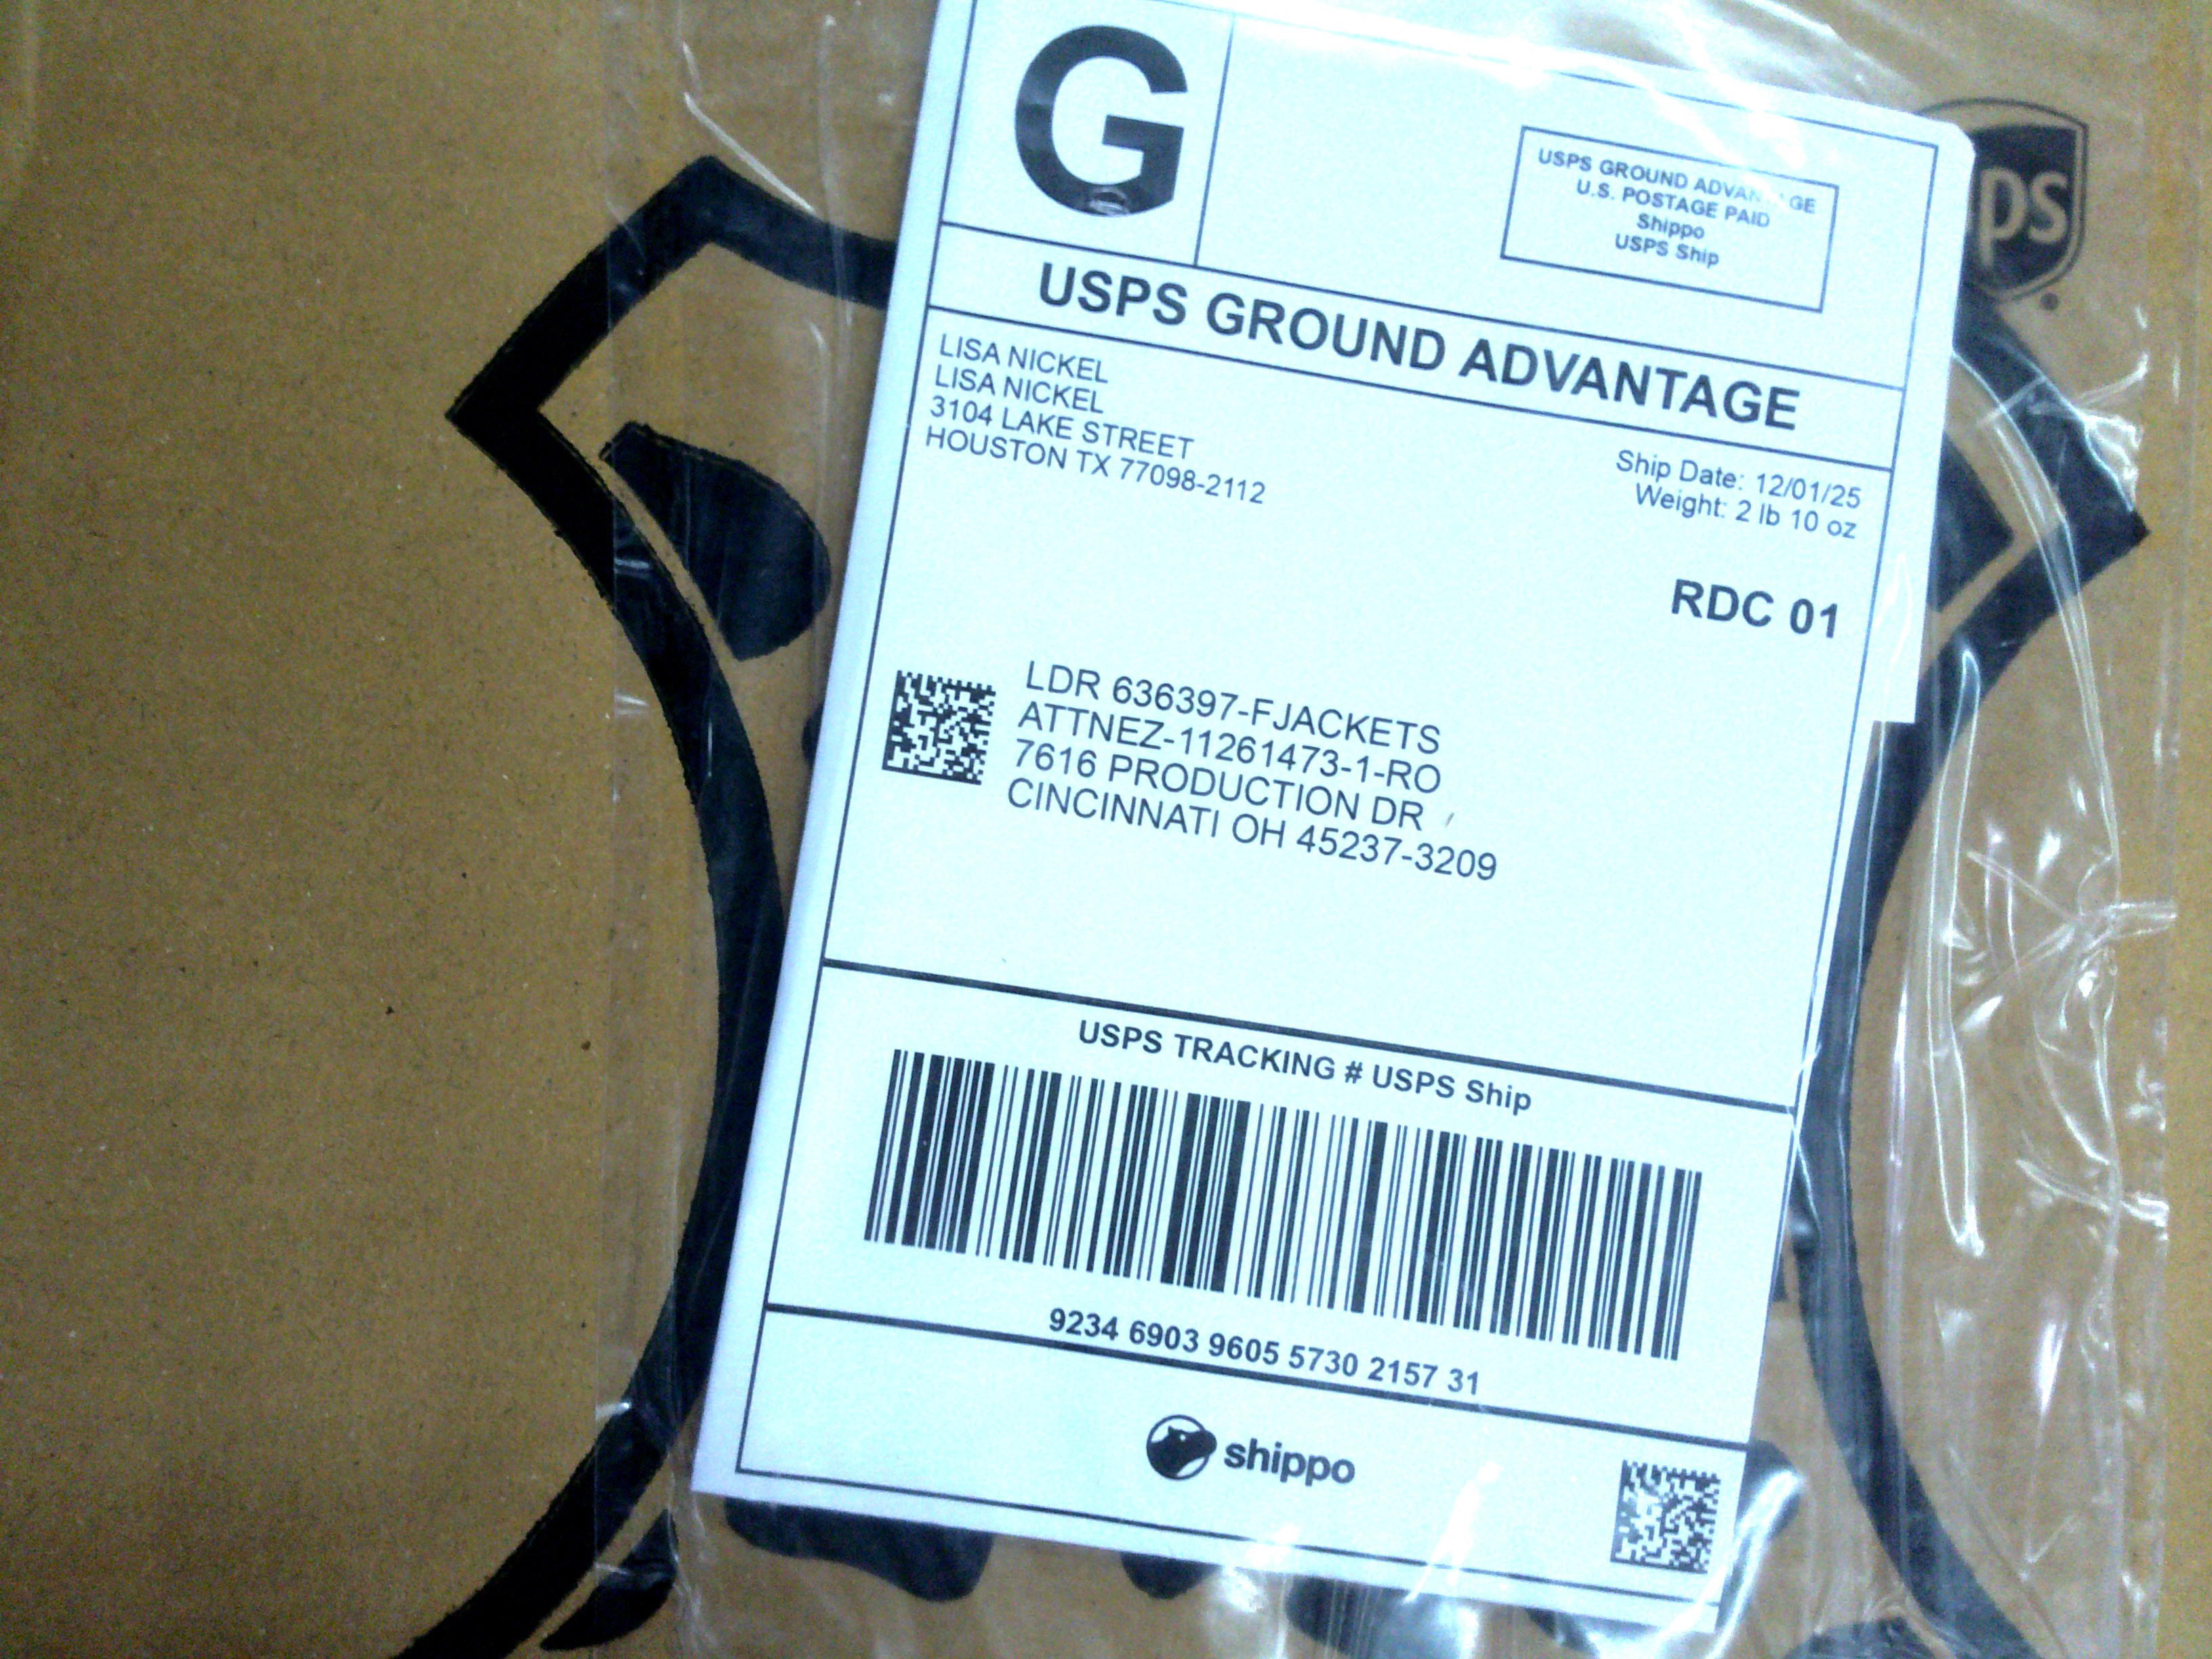 G
USPS GROUND ADVANTAGE
U.S. POSTAGE PAID
Shippo
USPS Ship
ps
USPS GROUND ADVANTAGE
LISA NICKEL
LISA NICKEL
3104 LAKE STREET
HOUSTON TX 77098-2112
Ship Date: 12/01/25
Weight: 2 lb 10 oz
RDC 01
LDR 636397-FJACKETS
ATTNEZ-11261473-1-RO
7616 PRODUCTION DR
CINCINNATI OH 45237-3209
USPS TRACKING # USPS Ship
9234 6903 9605 5730 2157 31
shippo